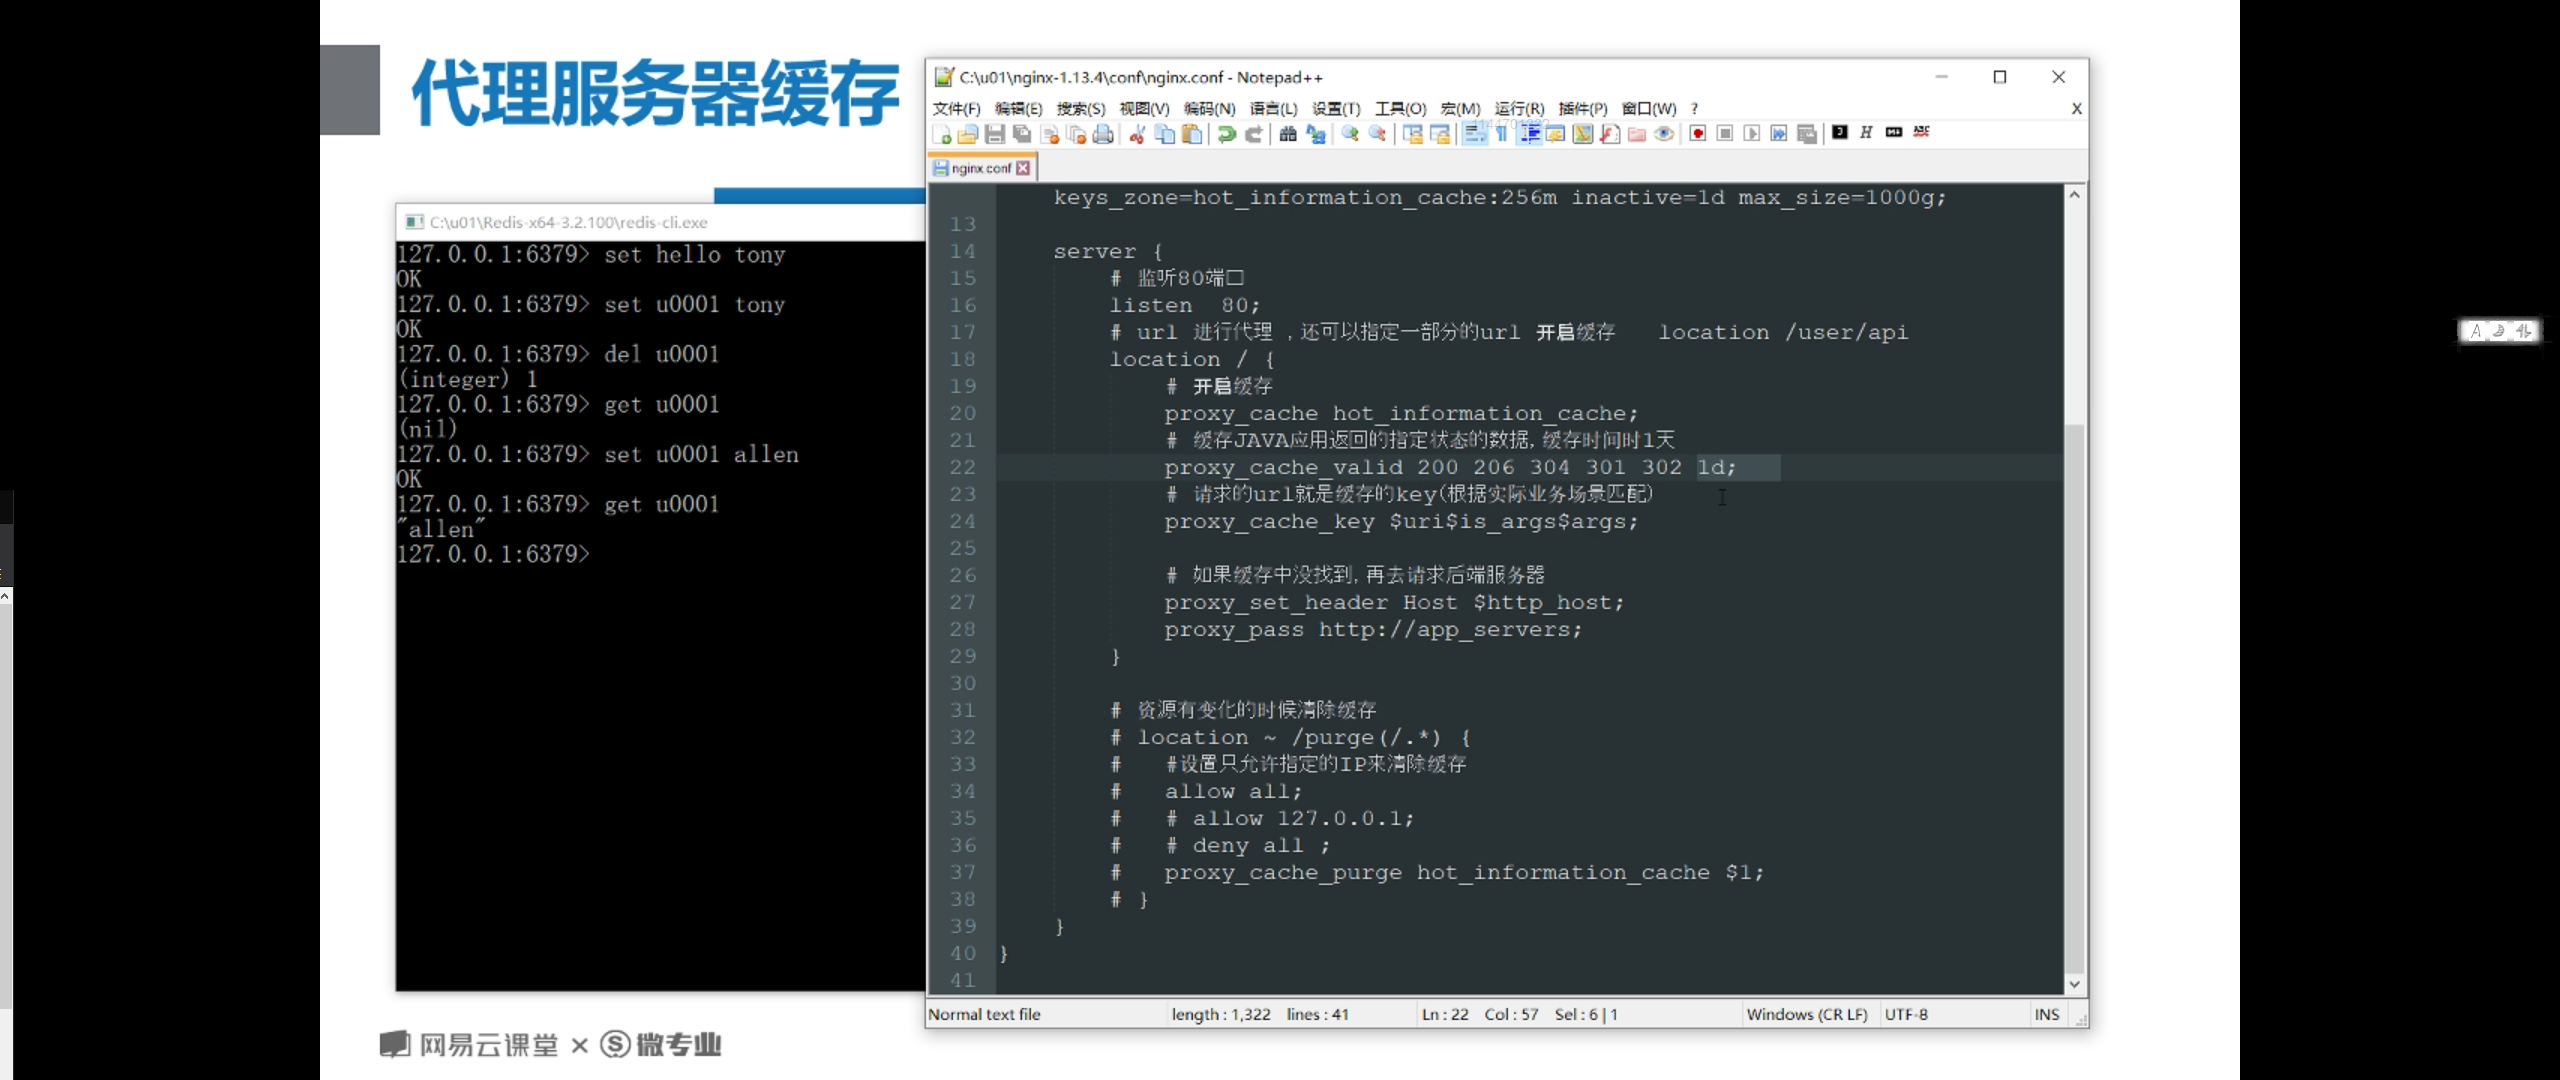 代理服务器缓存
C:\u01\Redis-x64-3.2.100\redis-cli.exe
127.0.0.1:6379> set hello tony
OK
127.0.0.1:6379> set u0001 tony
OK
127.0.0.1:6379> del u0001
(integer) 1
127.0.0.1:6379> get u0001
(nil)
127.0.0.1:6379> set u0001 allen
OK
127.0.0.1:6379> get u0001
"allen"
127.0.0.1:6379>
C:\u01\nginx-1.13.4\conf\nginx.conf - Notepad++
文件(F) 编辑(E) 搜索(S) 视图(V) 编码(N) 语言(L) 设置(T) 工具(O) 宏(M) 运行(R) 插件(P) 窗口(W) ? X
nginx.conf
keys_zone=hot_information_cache:256m inactive=1d max_size=1000g;
13
14 server {
15 # 监听80端口
16 listen  80;
17 # url 进行代理 ，还可以指定一部分的url 开启缓存   location /user/api
18 location / {
19 # 开启缓存
20 proxy_cache hot_information_cache;
21 # 缓存JAVA应用返回的指定状态的数据, 缓存时间时1天
22 proxy_cache_valid 200 206 304 301 302 1d;
23 # 请求的url就是缓存的key(根据实际业务场景匹配)
24 proxy_cache_key $uri$is_args$args;
25
26 # 如果缓存中没找到, 再去请求后端服务器
27 proxy_set_header Host $http_host;
28 proxy_pass http://app_servers;
29 }
30
31 # 资源有变化的时候清除缓存
32 # location ~ /purge(/.*) {
33 #   #设置只允许指定的IP来清除缓存
34 #   allow all;
35 #   # allow 127.0.0.1;
36 #   # deny all ;
37 #   proxy_cache_purge hot_information_cache $1;
38 # }
39 }
40 }
41
Normal text file length : 1,322 lines : 41 Ln : 22 Col : 57 Sel : 6 | 1 Windows (CR LF) UTF-8 INS
网易云课堂 × 微专业